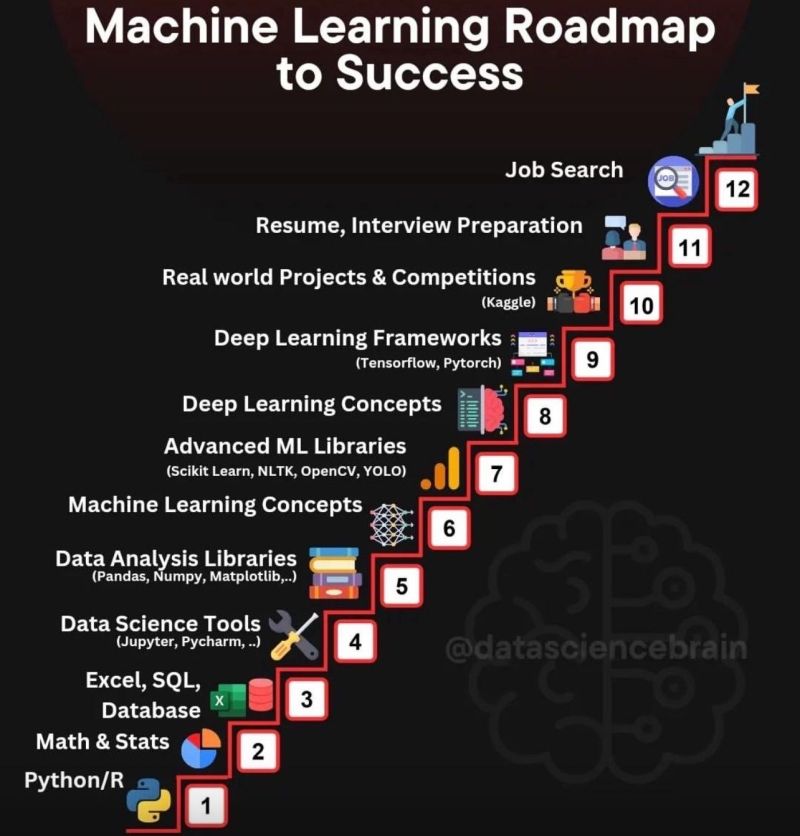 Machine Learning Roadmap
to Success
Job Search
JOB
12
Resume, Interview Preparation
11
Real world Projects & Competitions
(Kaggle)
10
Deep Learning Frameworks
(Tensorflow, Pytorch)
9
Deep Learning Concepts
8
Advanced ML Libraries
(Scikit Learn, NLTK, OpenCV, YOLO)
7
Machine Learning Concepts
6
Data Analysis Libraries
(Pandas, Numpy, Matplotlib,..)
5
Data Science Tools
(Jupyter, Pycharm, ..)
4
@datasciencebrain
Excel, SQL,
Database
X
3
Math & Stats
2
Python/R
1